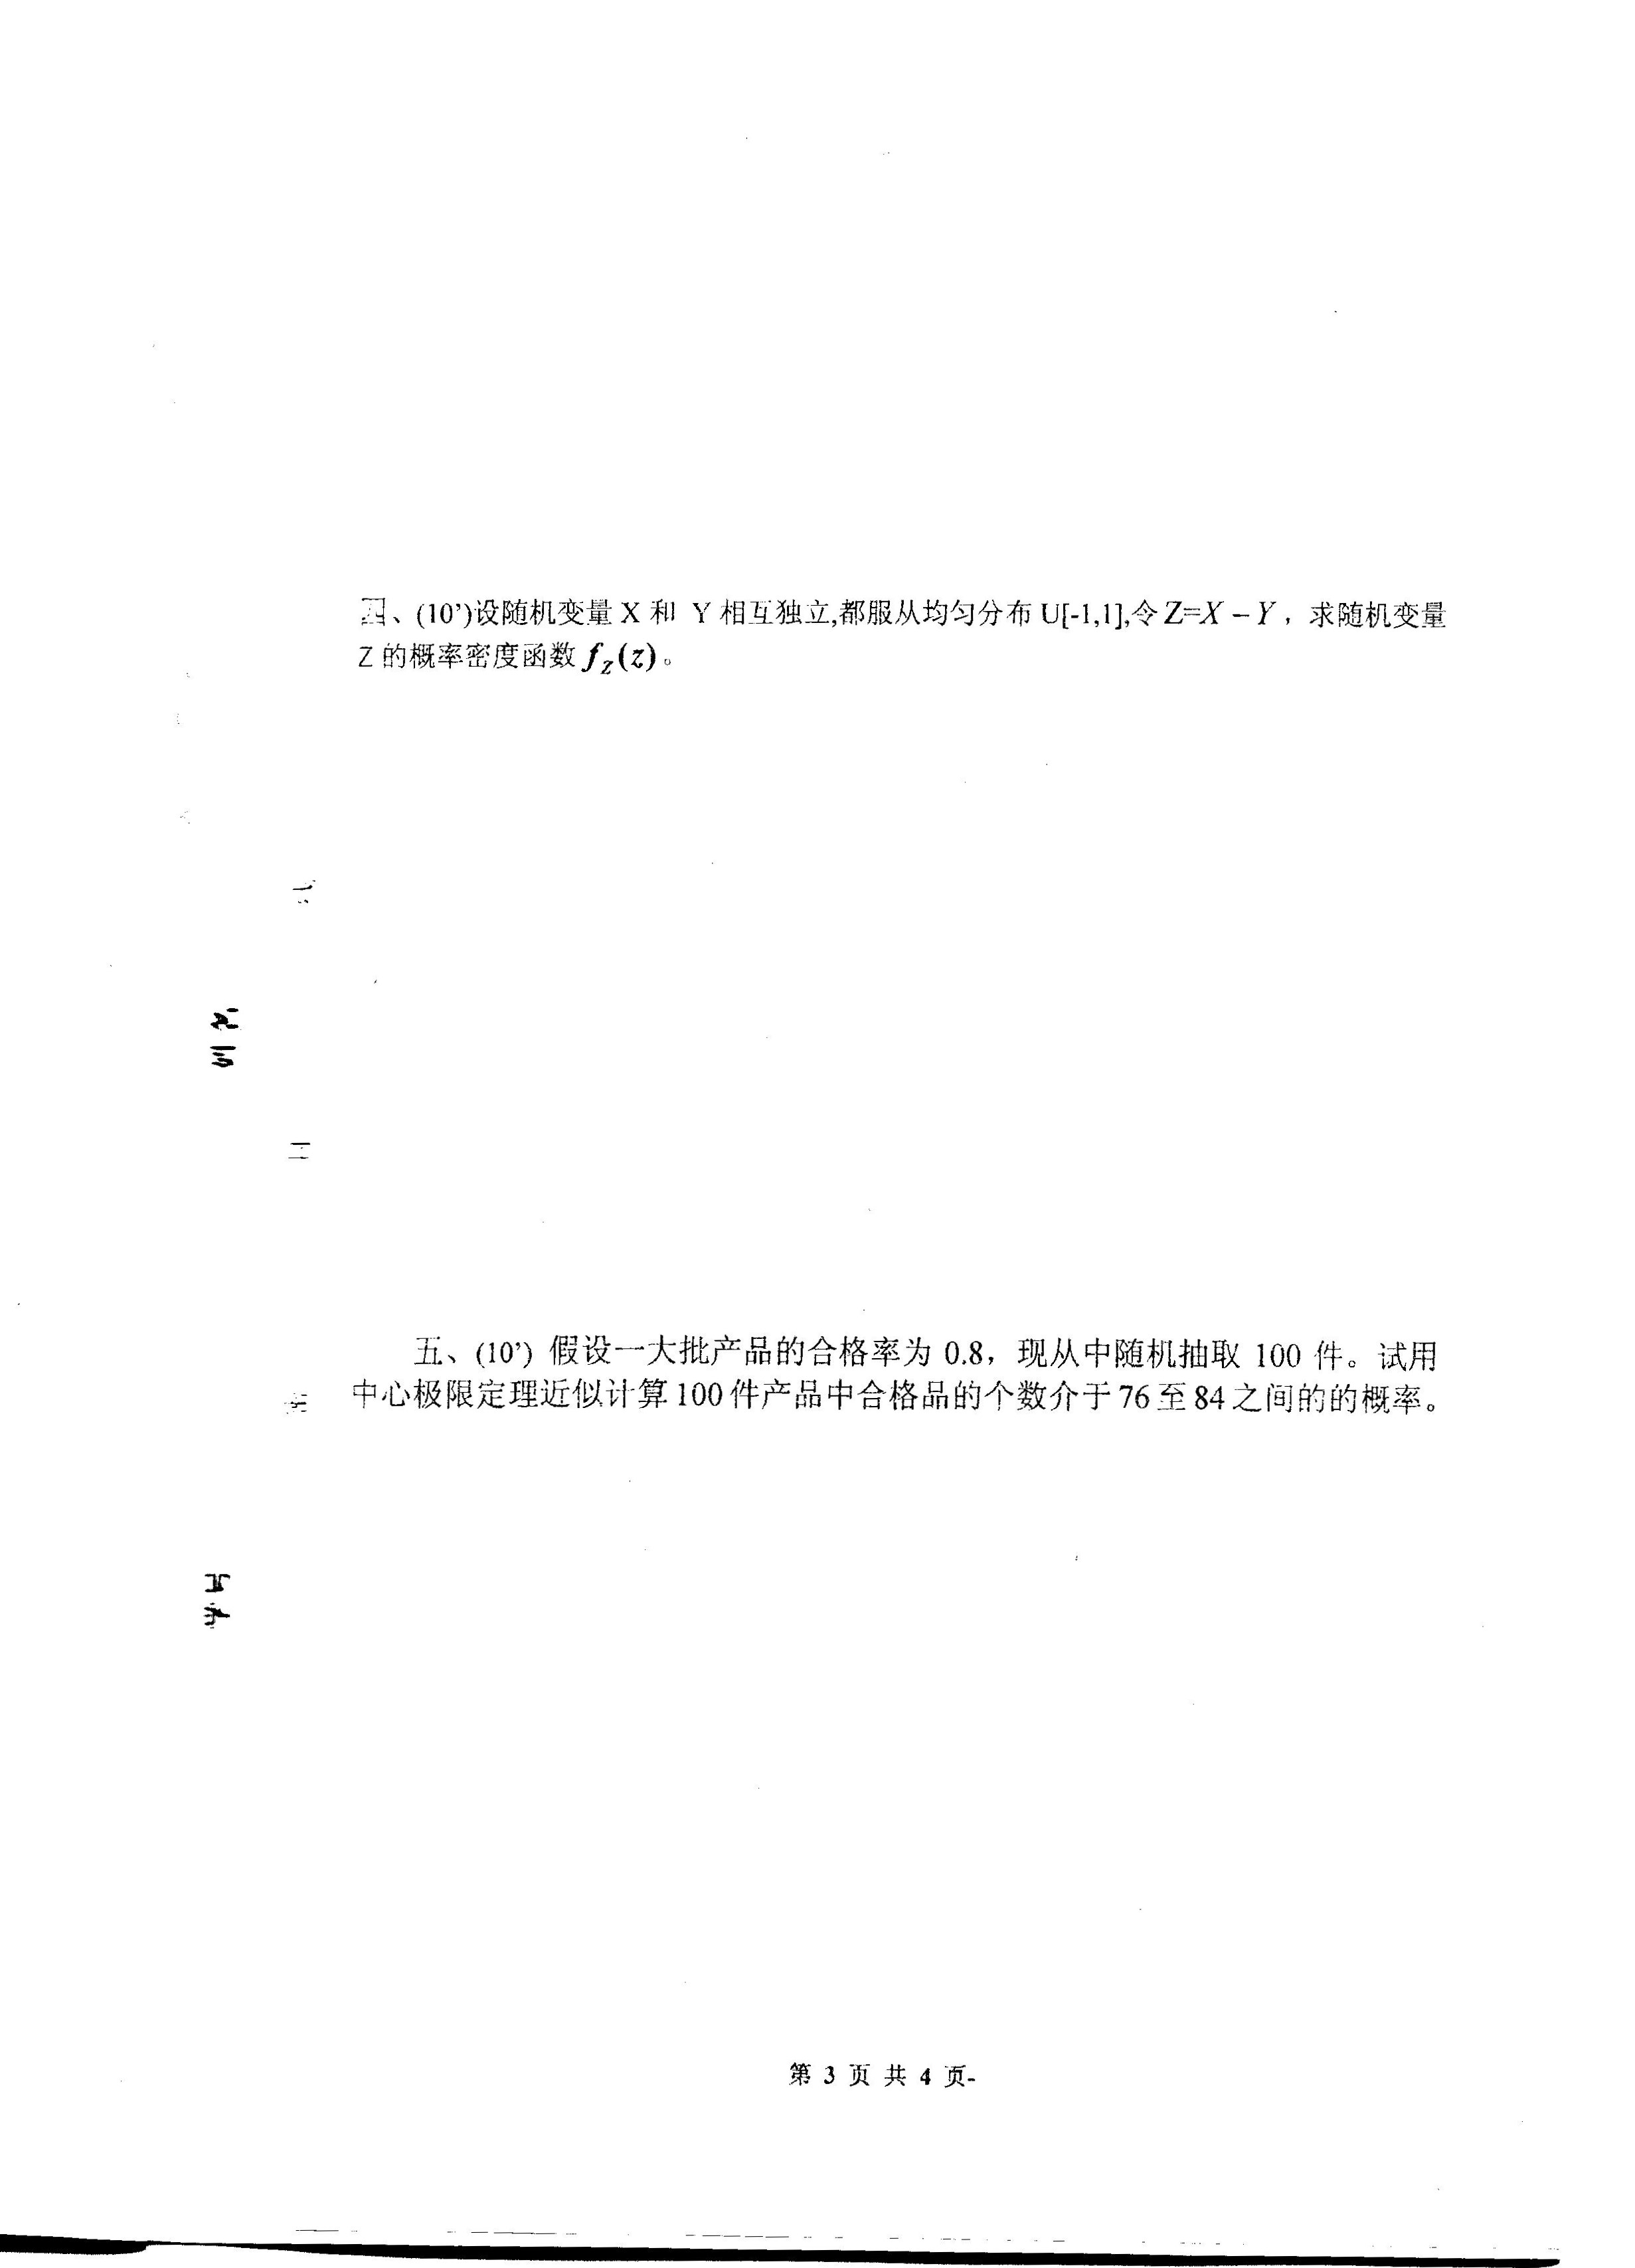 四、(10’)设随机变量 X 和 Y 相互独立,都服从均匀分布 U[-1,1],令 Z=X－Y，求随机变量
Z 的概率密度函数 f_Z(z)。
五、(10’) 假设一大批产品的合格率为 0.8，现从中随机抽取 100 件。试用
中心极限定理近似计算 100 件产品中合格品的个数介于 76 至 84 之间的的概率。
第 3 页 共 4 页-